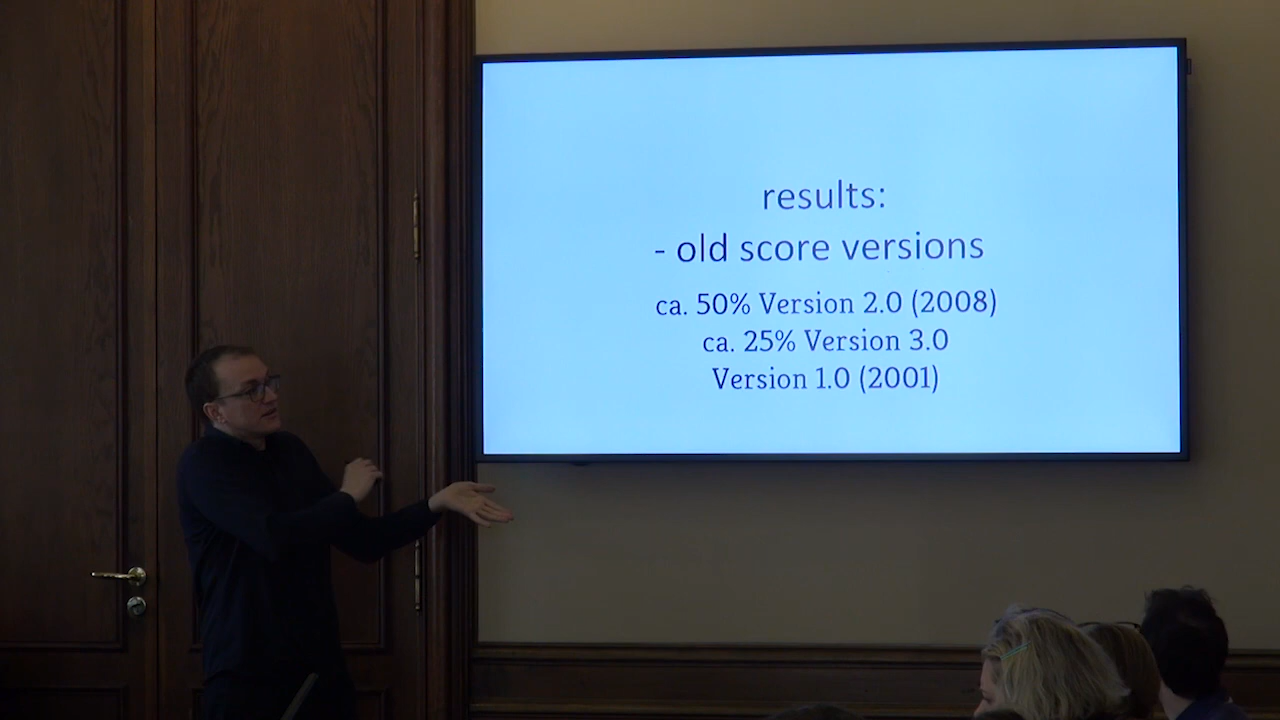 results:
- old score versions
ca. 50% Version 2.0 (2008)
ca. 25% Version 3.0
Version 1.0 (2001)